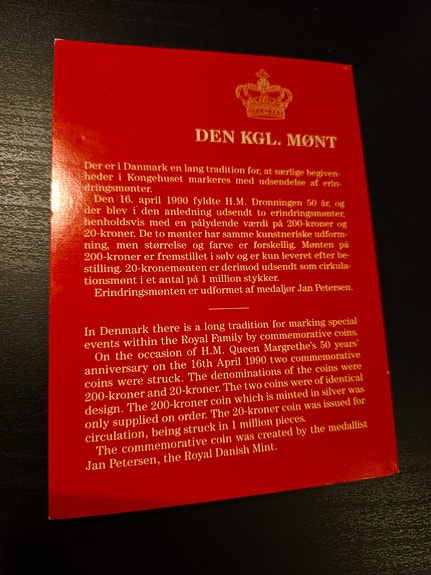 DEN KGL. MØNT
Der er i Danmark en lang tradition for, at særlige begiven-
heder i Kongehuset markeres med udsendelse af erin-
dringsmønter.
Den 16. april 1990 fyldte H.M. Dronningen 50 år, og
der blev i den anledning udsendt to erindringsmønter,
henholdsvis med en pålydende værdi på 200-kroner og
20-kroner. De to mønter har samme kunstneriske udform-
ning, men størrelse og farve er forskellig. Mønten på
200-kroner er fremstillet i sølv og er kun leveret efter be-
stilling. 20-kronemønten er derimod udsendt som cirkula-
tionsmønt i et antal på 1 million stykker.
Erindringsmønten er udformet af medaljør Jan Petersen.
In Denmark there is a long tradition for marking special
events within the Royal Family by commemorative coins.
On the occasion of H.M. Queen Margrethe's 50 years'
anniversary on the 16th April 1990 two commemorative
coins were struck. The denominations of the coins were
200-kroner and 20-kroner. The two coins were of identical
design. The 200-kroner coin which is minted in silver was
only supplied on order. The 20-kroner coin was issued for
circulation, being struck in 1 million pieces.
The commemorative coin was created by the medallist
Jan Petersen, the Royal Danish Mint.